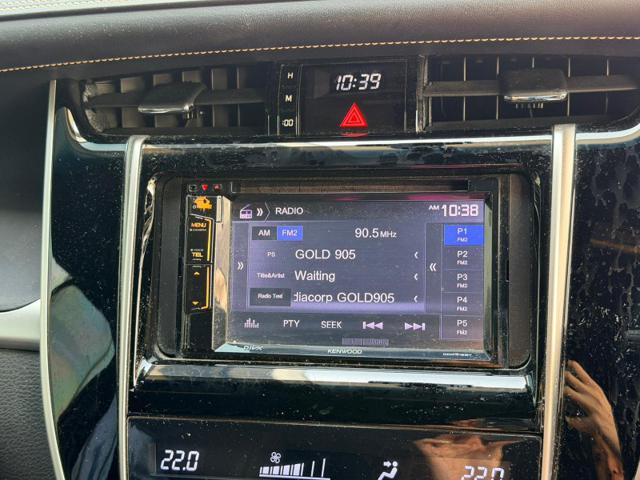 H
M
:00
10:39
RADIO
AM 10:38
MENU
TEL
AM FM2 90.5 MHz
PS GOLD 905
Title&Artist Waiting
Radio Text diacorp GOLD905
PTY SEEK
P1
FM2
P2
FM2
P3
FM2
P4
FM2
P5
FM2
KENWOOD
22.0
22.0